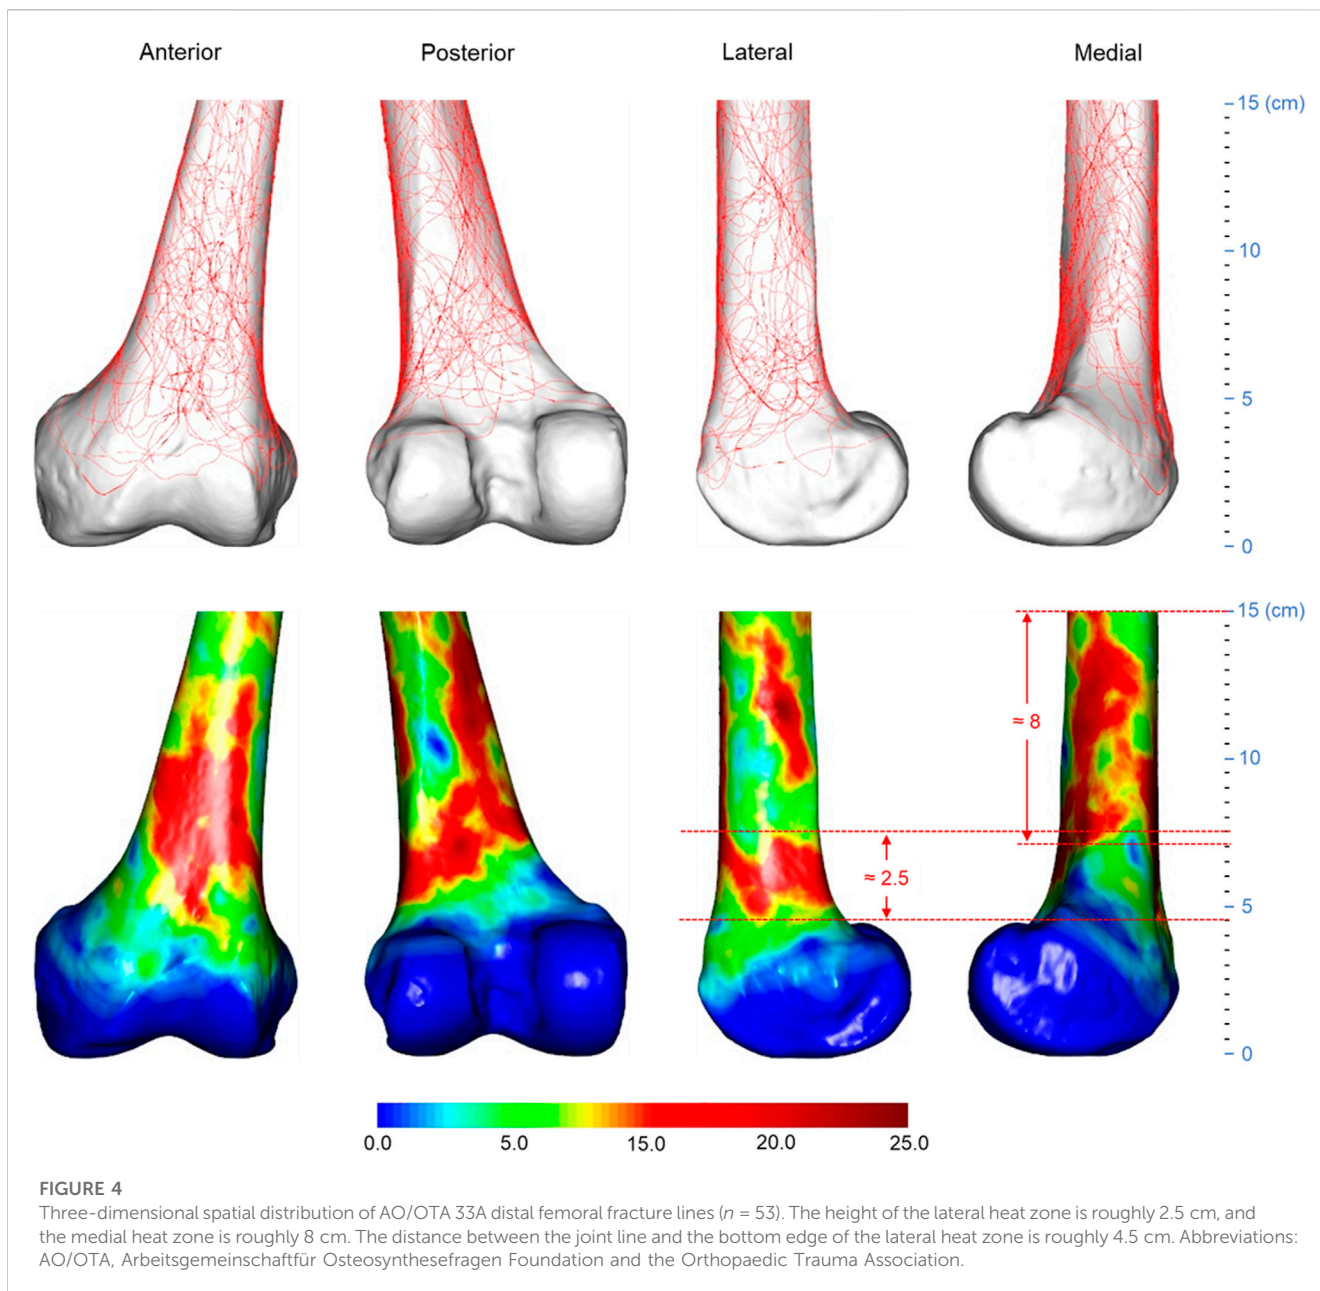 Anterior Posterior Lateral Medial
15 (cm)
10
5
0
15 (cm)
≈ 8
10
≈ 2.5
5
0
0.0 5.0 15.0 20.0 25.0
FIGURE 4
Three-dimensional spatial distribution of AO/OTA 33A distal femoral fracture lines (n = 53). The height of the lateral heat zone is roughly 2.5 cm, and
the medial heat zone is roughly 8 cm. The distance between the joint line and the bottom edge of the lateral heat zone is roughly 4.5 cm. Abbreviations:
AO/OTA, Arbeitsgemeinschaftfür Osteosynthesefragen Foundation and the Orthopaedic Trauma Association.